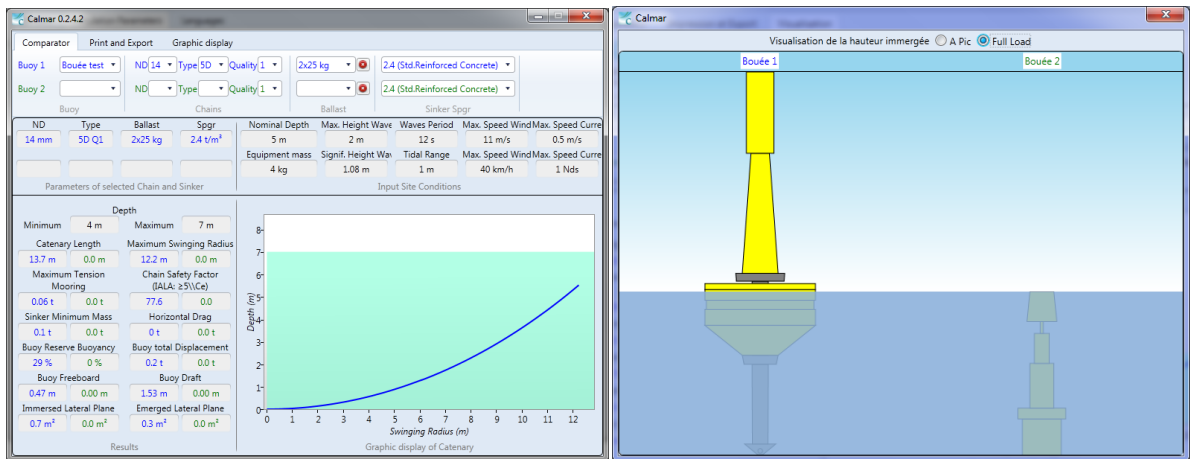 Calmar 0.2.4.2
Comparator Print and Export Graphic display
Buoy 1 Bouée test ND 14 Type 5D Quality 1 2x25 kg 2.4 (Std.Reinforced Concrete)
Buoy 2 ND Type Quality 1 2.4 (Std.Reinforced Concrete)
Buoy Chains Ballast Sinker Spgr
ND Type Ballast Spgr
14 mm 5D Q1 2x25 kg 2.4 t/m³
Parameters of selected Chain and Sinker
Nominal Depth Max. Height Wave Waves Period Max. Speed Wind Max. Speed Curre
5 m 2 m 12 s 11 m/s 0.5 m/s
Equipment mass Signif. Height Wav Tidal Range Max. Speed Wind Max. Speed Curre
4 kg 1.08 m 1 m 40 km/h 1 Nds
Input Site Conditions
Depth
Minimum 4 m Maximum 7 m
Catenary Length Maximum Swinging Radius
13.7 m 0.0 m 12.2 m 0.0 m
Maximum Tension Chain Safety Factor
Mooring (IALA: ≥5\\Ce)
0.06 t 0.0 t 77.6 0.0
Sinker Minimum Mass Horizontal Drag
0.1 t 0.0 t 0 t 0.0 t
Buoy Reserve Buoyancy Buoy total Displacement
29 % 0 % 0.2 t 0.0 t
Buoy Freeboard Buoy Draft
0.47 m 0.00 m 1.53 m 0.00 m
Immersed Lateral Plane Emerged Lateral Plane
0.7 m² 0.0 m² 0.3 m² 0.0 m²
Results
8
7
6
5
4
3
2
1
0
Depth (m)
0 1 2 3 4 5 6 7 8 9 10 11 12
Swinging Radius (m)
Graphic display of Catenary
Calmar
Visualisation de la hauteur immergée A Pic Full Load
Bouée 1 Bouée 2